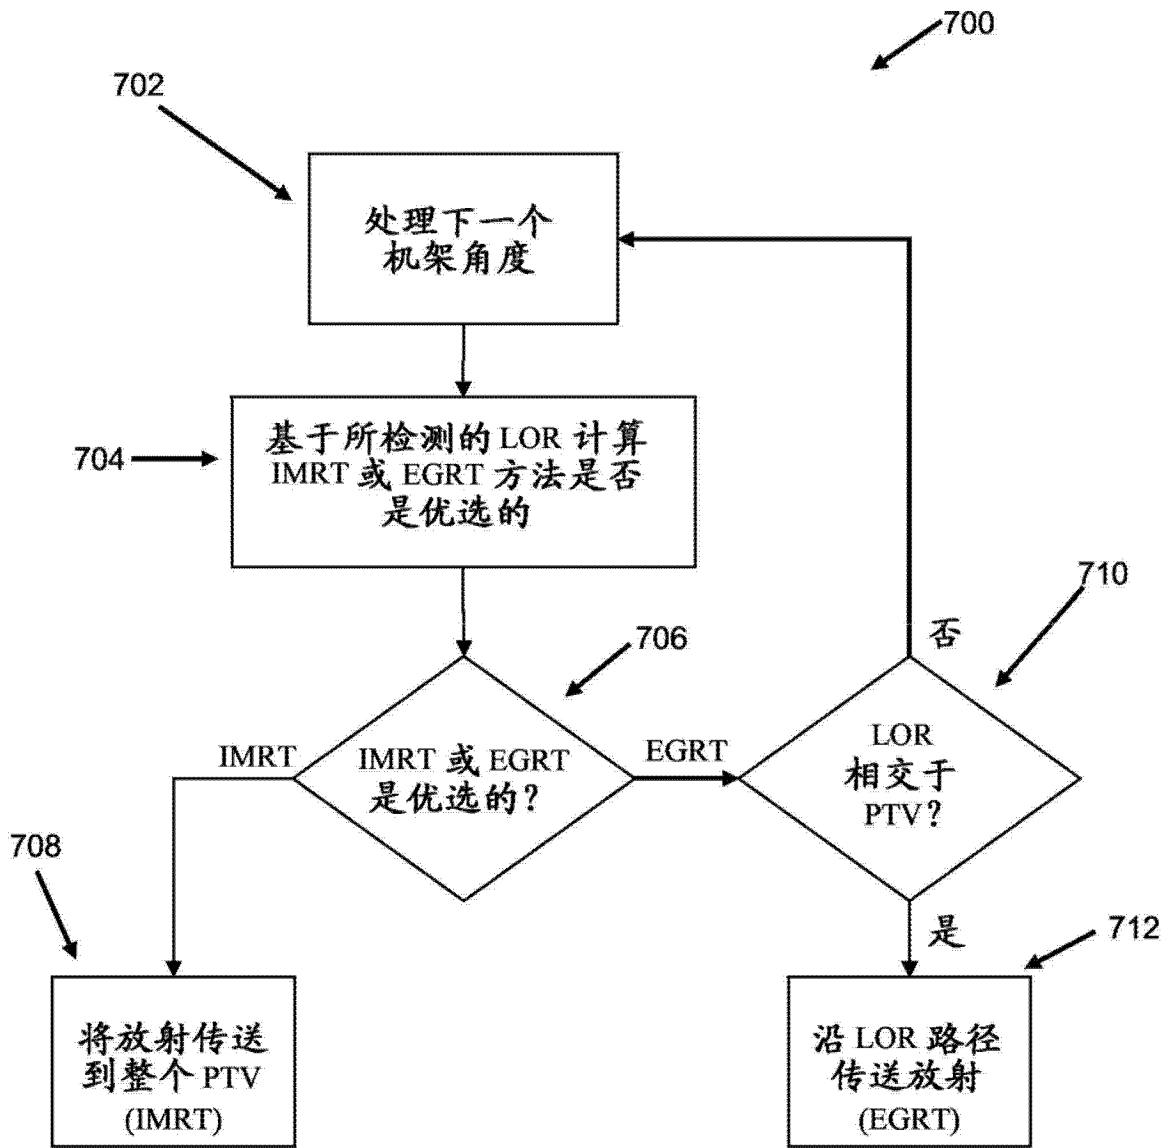 700
702
处理下一个
机架角度
704
基于所检测的 LOR 计算
IMRT 或 EGRT 方法是否
是优选的
706
710
否
IMRT
IMRT 或 EGRT
是优选的？
EGRT
LOR
相交于
PTV？
708
是
712
将放射传送
到整个 PTV
(IMRT)
沿 LOR 路径
传送放射
(EGRT)